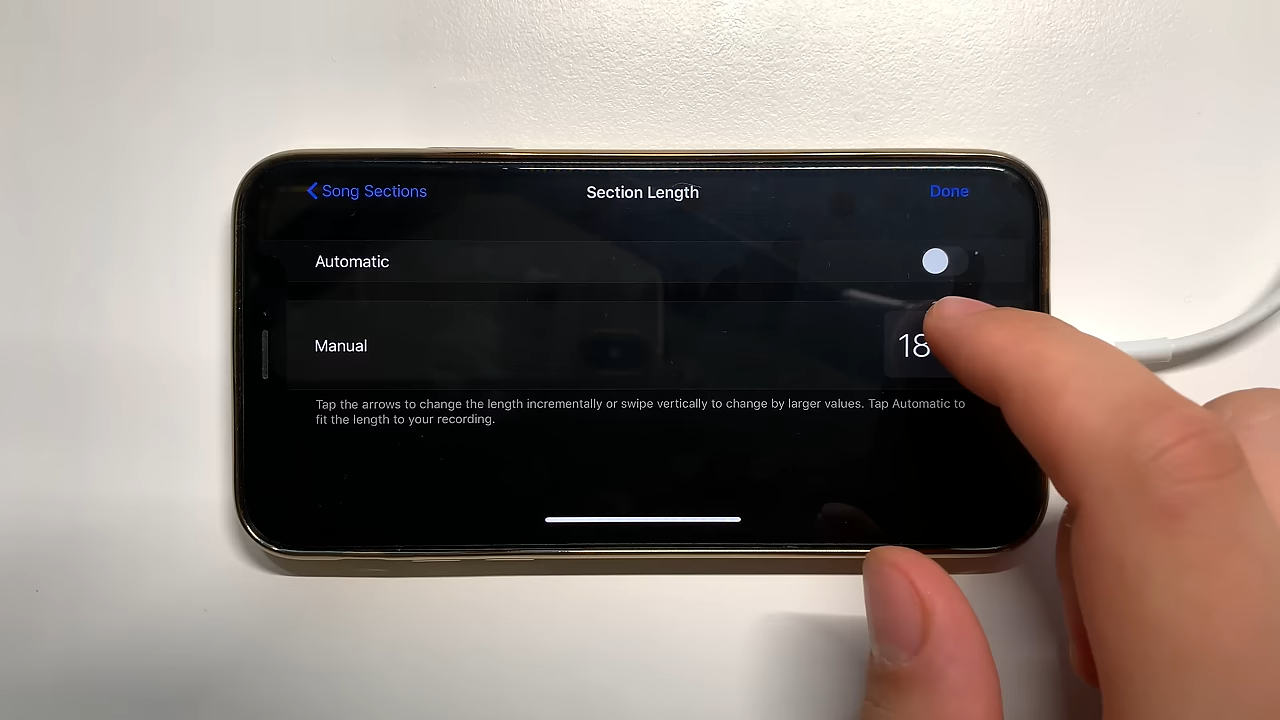 Song Sections
Section Length
Done
Automatic
Manual
18
Tap the arrows to change the length incrementally or swipe vertically to change by larger values. Tap Automatic to
fit the length to your recording.